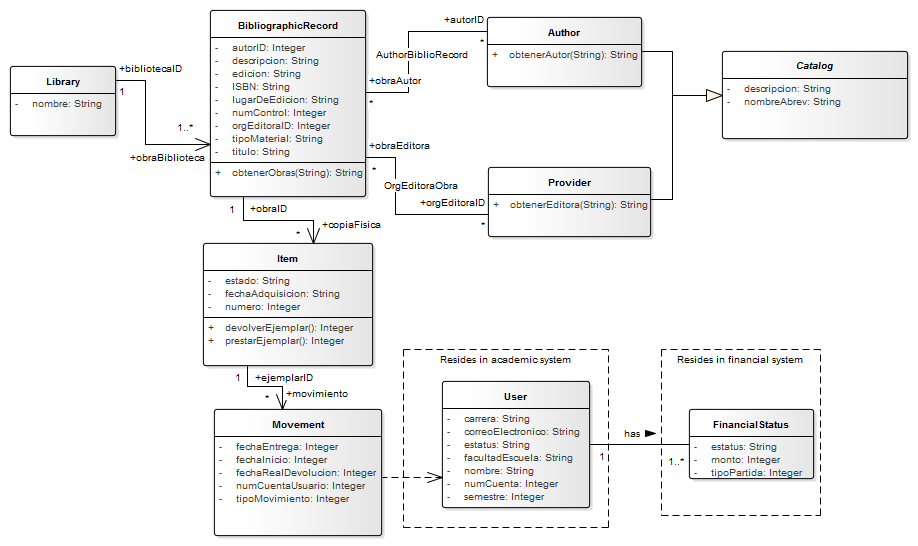 BibliographicRecord
- autorID: Integer
- descripcion: String
- edicion: String
- ISBN: String
- lugarDeEdicion: String
- numControl: Integer
- orgEditoraID: Integer
- tipoMaterial: String
- titulo: String
+ obtenerObras(String): String
Library
- nombre: String
+bibliotecaID
1
1..*
+obraBiblioteca
+autorID
*
AuthorBiblioRecord
+obraAutor
*
Author
+ obtenerAutor(String): String
Catalog
- descripcion: String
- nombreAbrev: String
+obraEditora
*
OrgEditoraObra
+orgEditoraID
*
Provider
+ obtenerEditora(String): String
1
+obraID
+copiaFisica
*
Item
- estado: String
- fechaAdquisicion: String
- numero: Integer
+ devolverEjemplar(): Integer
+ prestarEjemplar(): Integer
1
+ejemplarID
+movimiento
*
Movement
- fechaEntrega: Integer
- fechaInicio: Integer
- fechaRealDevolucion: Integer
- numCuentaUsuario: Integer
- tipoMovimiento: Integer
Resides in academic system
User
- carrera: String
- correoElectronico: String
- estatus: String
- facultadEscuela: String
- nombre: String
- numCuenta: Integer
- semestre: Integer
has
1
1..*
Resides in financial system
FinancialStatus
- estatus: String
- monto: Integer
- tipoPartida: Integer